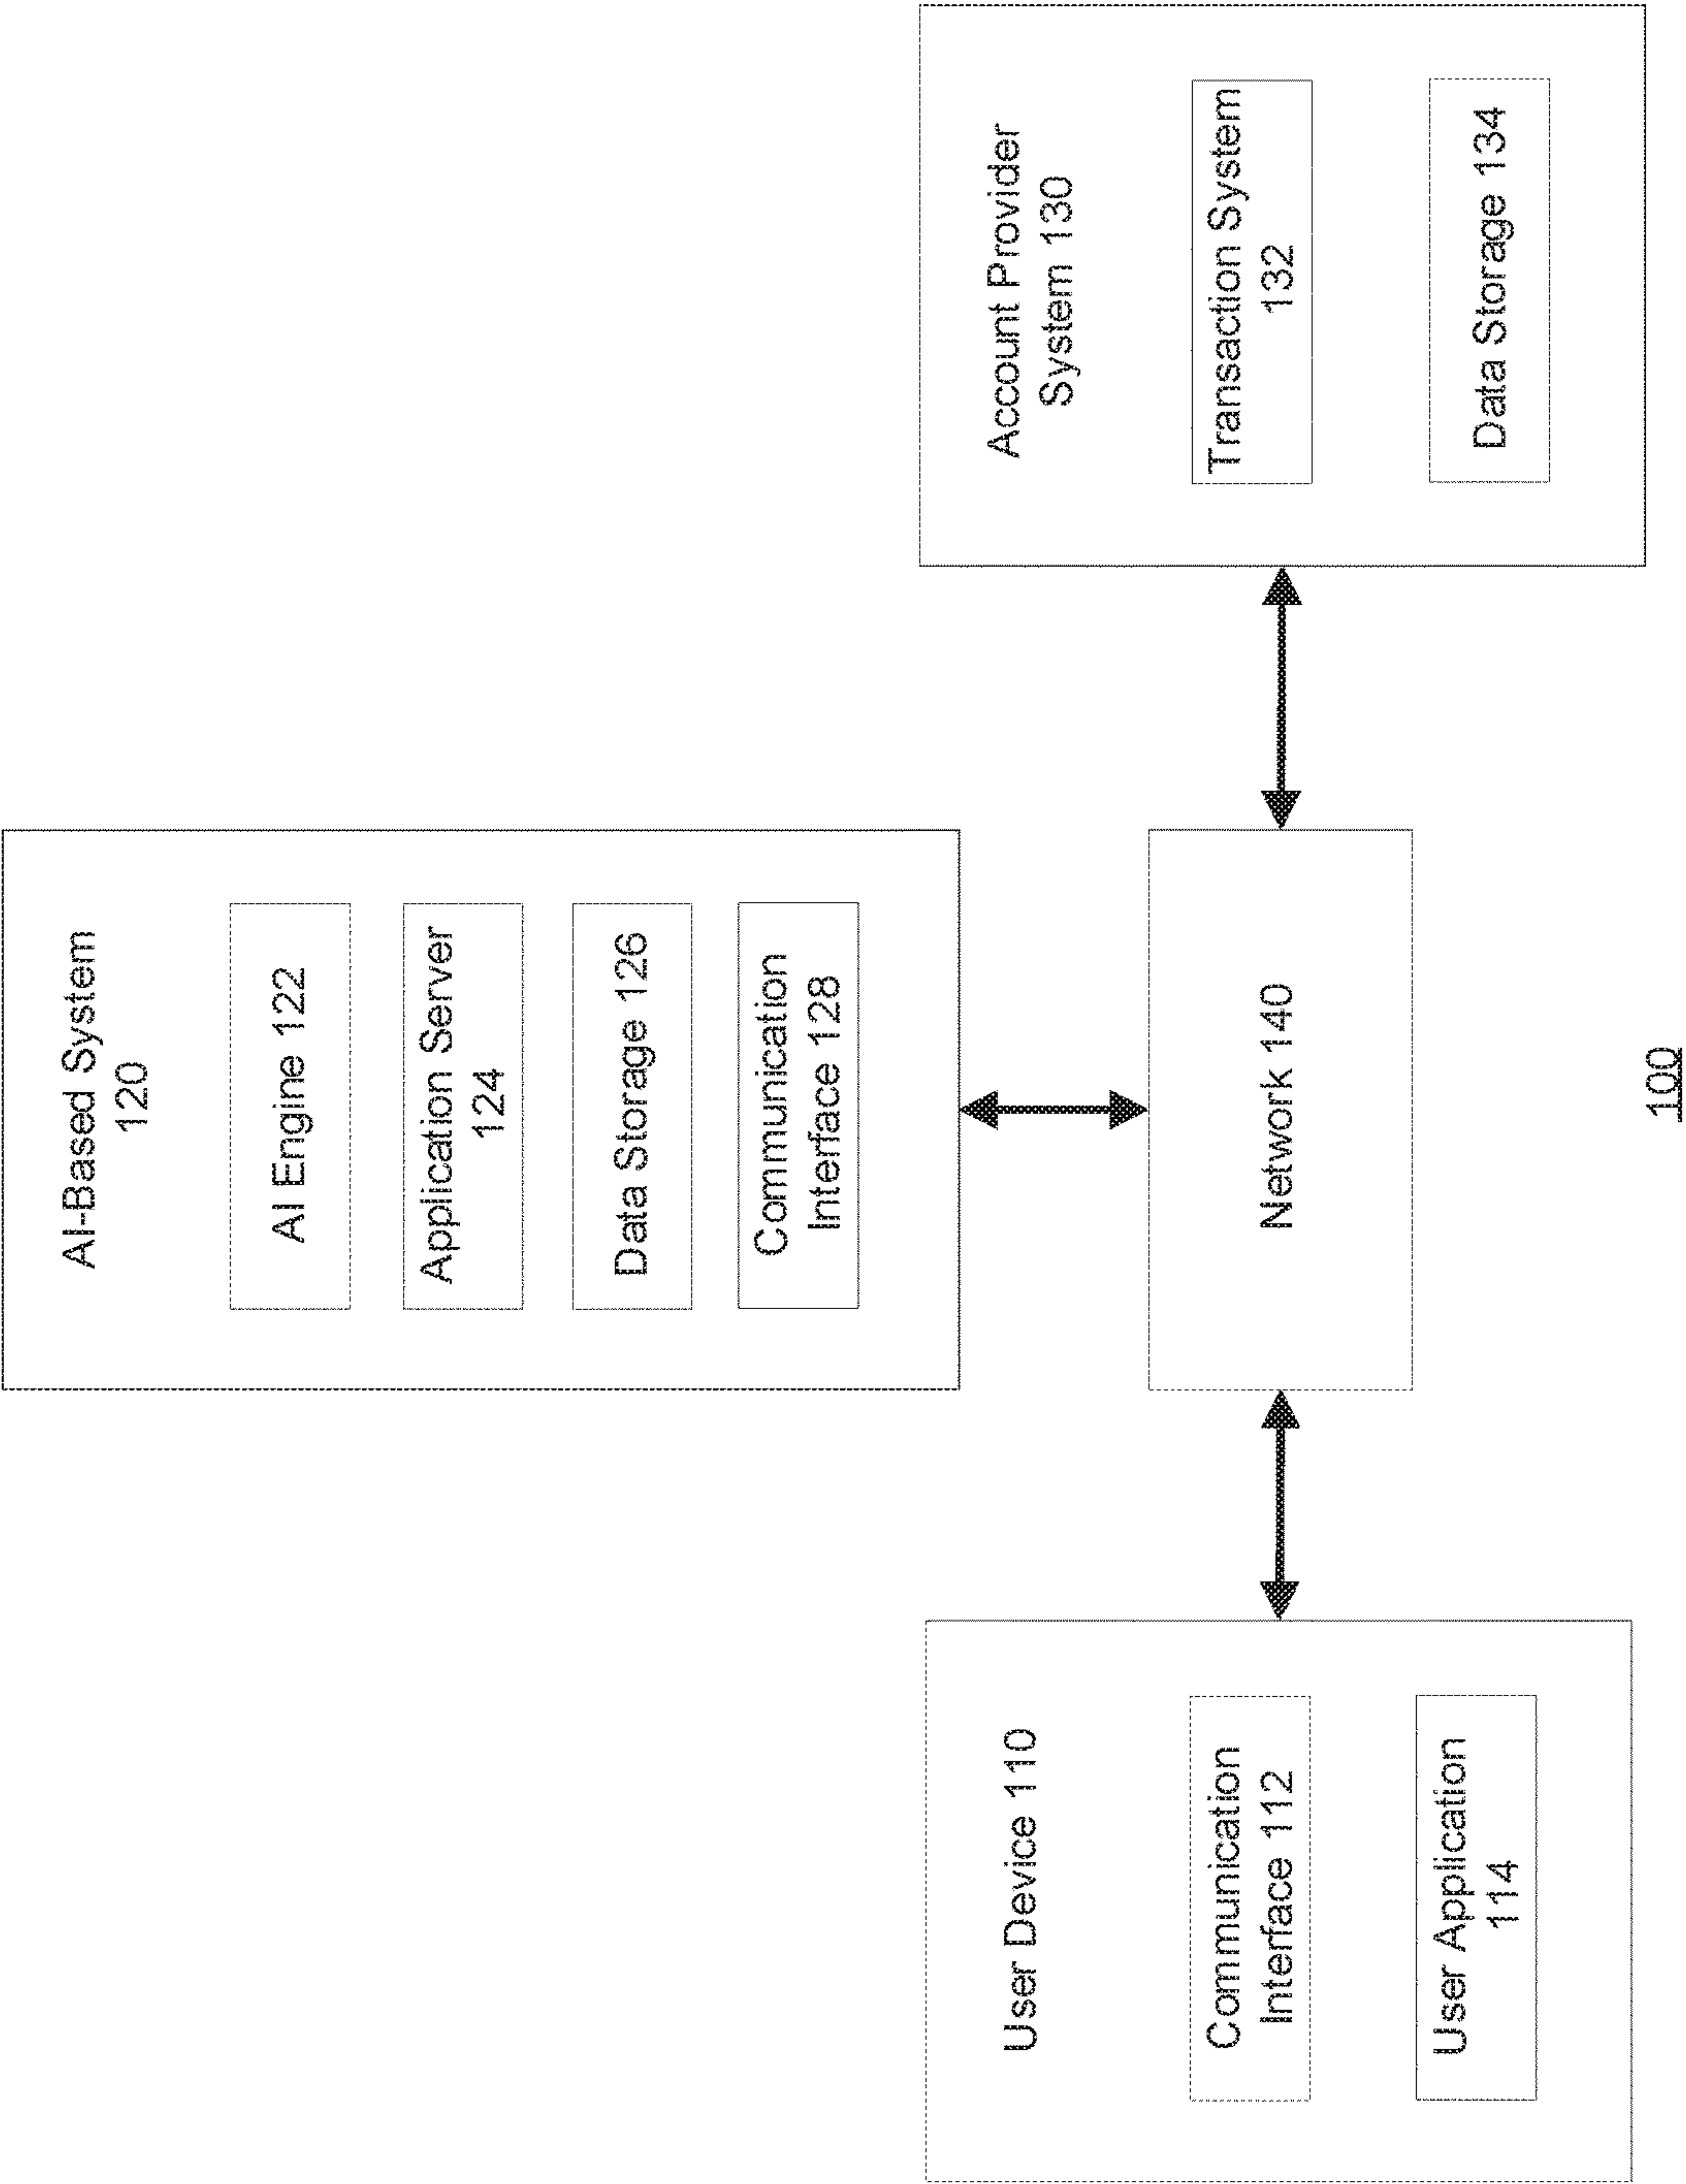 AI-Based System
120
AI Engine 122
Application Server
124
Data Storage 126
Communication
Interface 128
User Device 110
Communication
Interface 112
User Application
114
Network 140
Account Provider
System 130
Transaction System
132
Data Storage 134
100